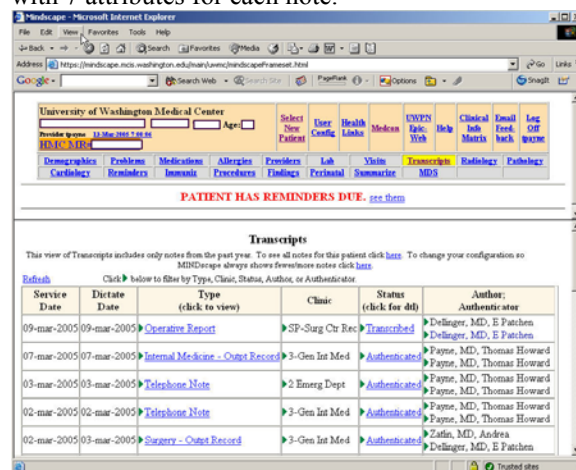 with 7 attributes for each note.
Mindscape - Microsoft Internet Explorer
File Edit View Favorites Tools Help
Back Search Favorites Media
Address https://mindscape.mcis.washington.edu/main/uwmc/mindscapeFrameset.html Go Links
Google - Search Web Search Site PageRank Options SnagIt
University of Washington Medical Center
Age:
Provider tpayne 13-Mar-2005
HMC MR#
Select New Patient
User Config
Health Links
Medcon
UWPN Epic Web
Help
Clinical Info Matrix
Email Feed- back
Log Off tpayne
Demographics Problems Medications Allergies Providers Lab Visits Transcripts Radiology Pathology
Cardiology Reminders Immuniz Procedures Findings Perinatal Summarize MDS
PATIENT HAS REMINDERS DUE. see them
Transcripts
This view of Transcripts includes only notes from the past year. To see all notes for this patient click here. To change your configuration so
MINDscape always shows fewer/more notes click here.
Refresh Click below to filter by Type, Clinic, Status, Author, or Authenticator.
Service Date Dictate Date Type (click to view) Clinic Status (click for dtl) Author; Authenticator
09-mar-2005 09-mar-2005 Operative Report SP-Surg Ctr Rec Transcribed Dellinger, MD, E Patchen
Dellinger, MD, E Patchen
07-mar-2005 07-mar-2005 Internal Medicine - Outpt Record 3-Gen Int Med Authenticated Payne, MD, Thomas Howard
Payne, MD, Thomas Howard
03-mar-2005 03-mar-2005 Telephone Note 2 Emerg Dept Authenticated Payne, MD, Thomas Howard
Payne, MD, Thomas Howard
02-mar-2005 02-mar-2005 Telephone Note 3-Gen Int Med Authenticated Payne, MD, Thomas Howard
Payne, MD, Thomas Howard
02-mar-2005 03-mar-2005 Surgery - Outpt Record 3-Gen Int Med Authenticated Zatlin, MD, Andrea
Dellinger, MD, E Patchen
Trusted sites